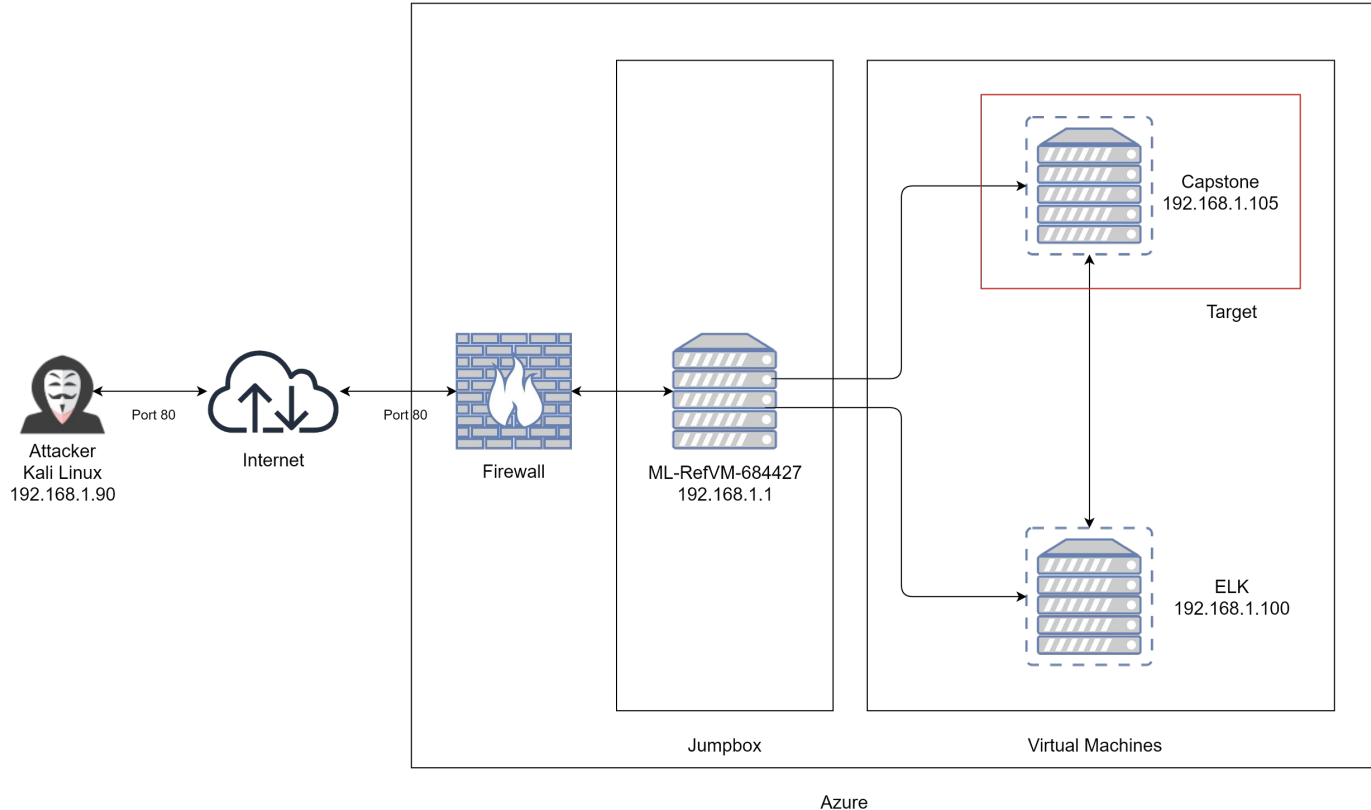 Capstone
192.168.1.105
Target
Port 80
Port 80
Attacker
Kali Linux
192.168.1.90
Internet
Firewall
ML-RefVM-684427
192.168.1.1
ELK
192.168.1.100
Jumpbox
Virtual Machines
Azure